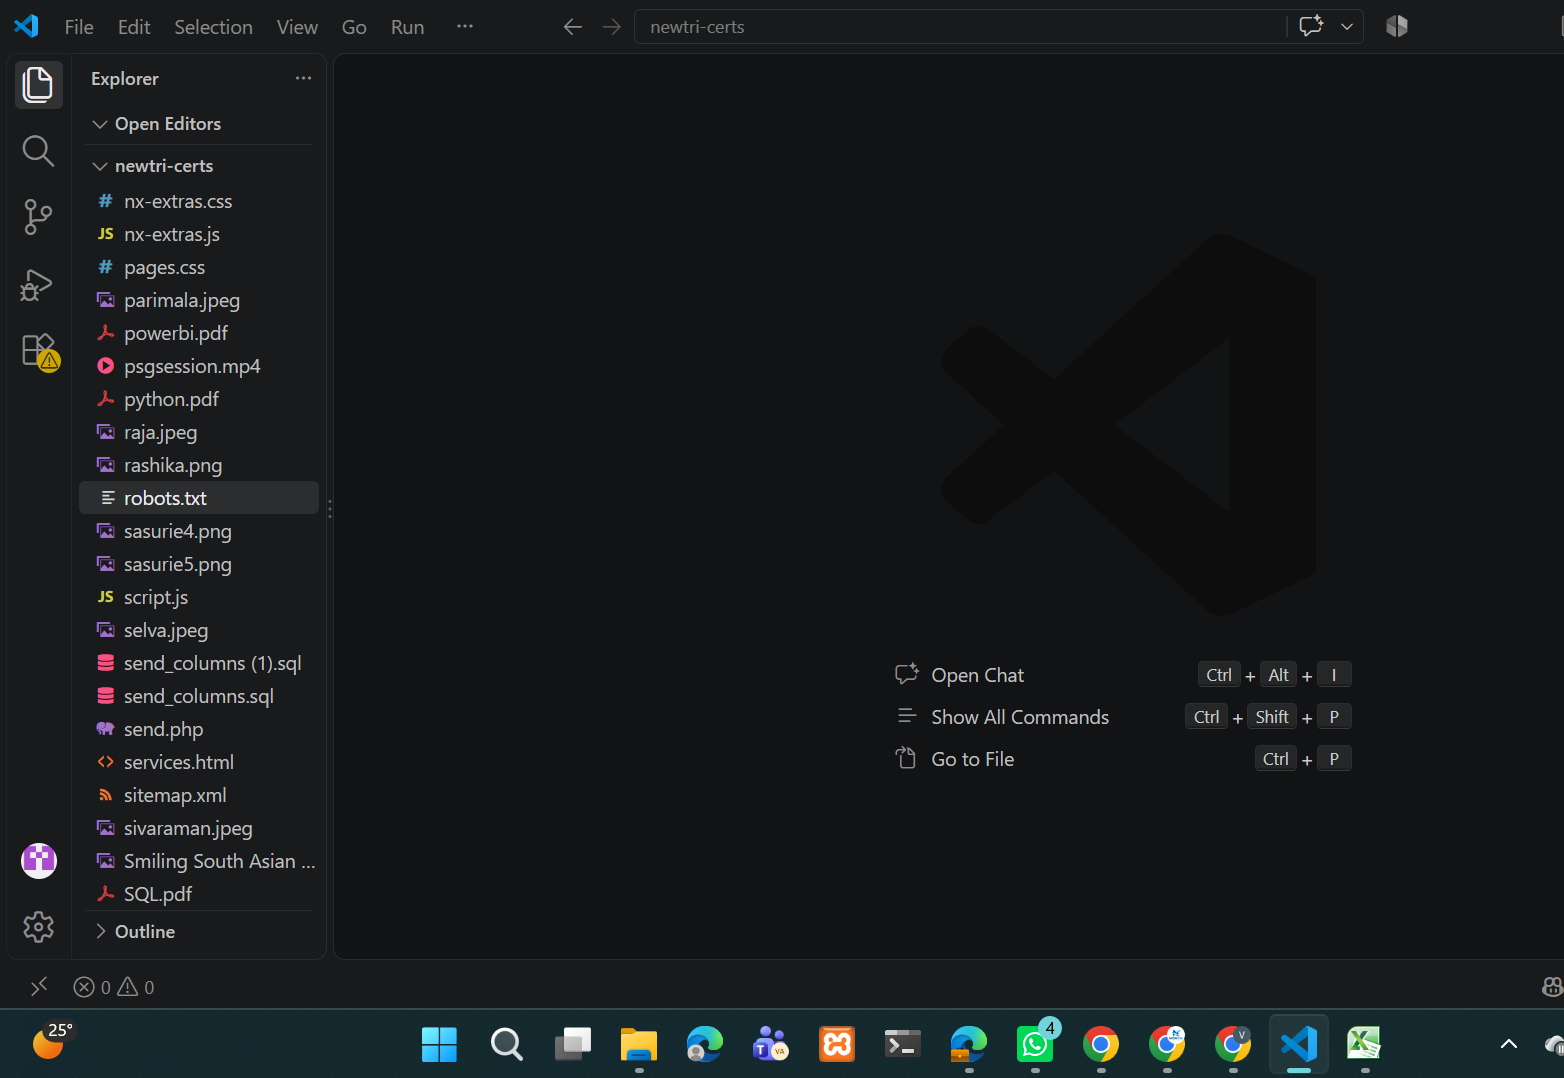 File Edit Selection View Go Run ··· newtri-certs
Explorer ···
Open Editors
newtri-certs
# nx-extras.css
JS nx-extras.js
# pages.css
parimala.jpeg
powerbi.pdf
psgsession.mp4
python.pdf
raja.jpeg
rashika.png
robots.txt
sasurie4.png
sasurie5.png
JS script.js
selva.jpeg
send_columns (1).sql
send_columns.sql
send.php
services.html
sitemap.xml
sivaraman.jpeg
Smiling South Asian ...
SQL.pdf
Outline
Open Chat Ctrl + Alt + I
Show All Commands Ctrl + Shift + P
Go to File Ctrl + P
0 0
25°
T VA
4
V